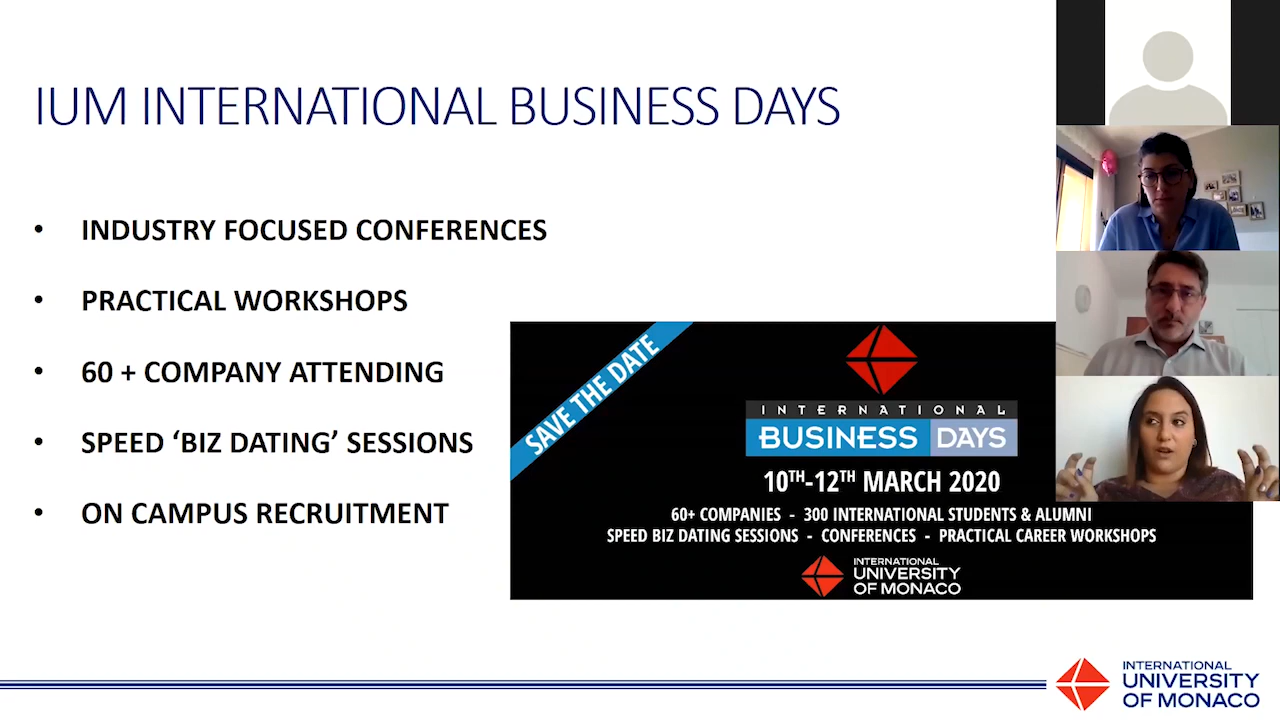 IUM INTERNATIONAL BUSINESS DAYS
• INDUSTRY FOCUSED CONFERENCES
• PRACTICAL WORKSHOPS
• 60 + COMPANY ATTENDING
• SPEED ‘BIZ DATING’ SESSIONS
• ON CAMPUS RECRUITMENT
SAVE THE DATE
INTERNATIONAL
BUSINESS DAYS
10TH-12TH MARCH 2020
60+ COMPANIES - 300 INTERNATIONAL STUDENTS & ALUMNI
SPEED BIZ DATING SESSIONS - CONFERENCES - PRACTICAL CAREER WORKSHOPS
INTERNATIONAL
UNIVERSITY
OF MONACO
INTERNATIONAL
UNIVERSITY
OF MONACO